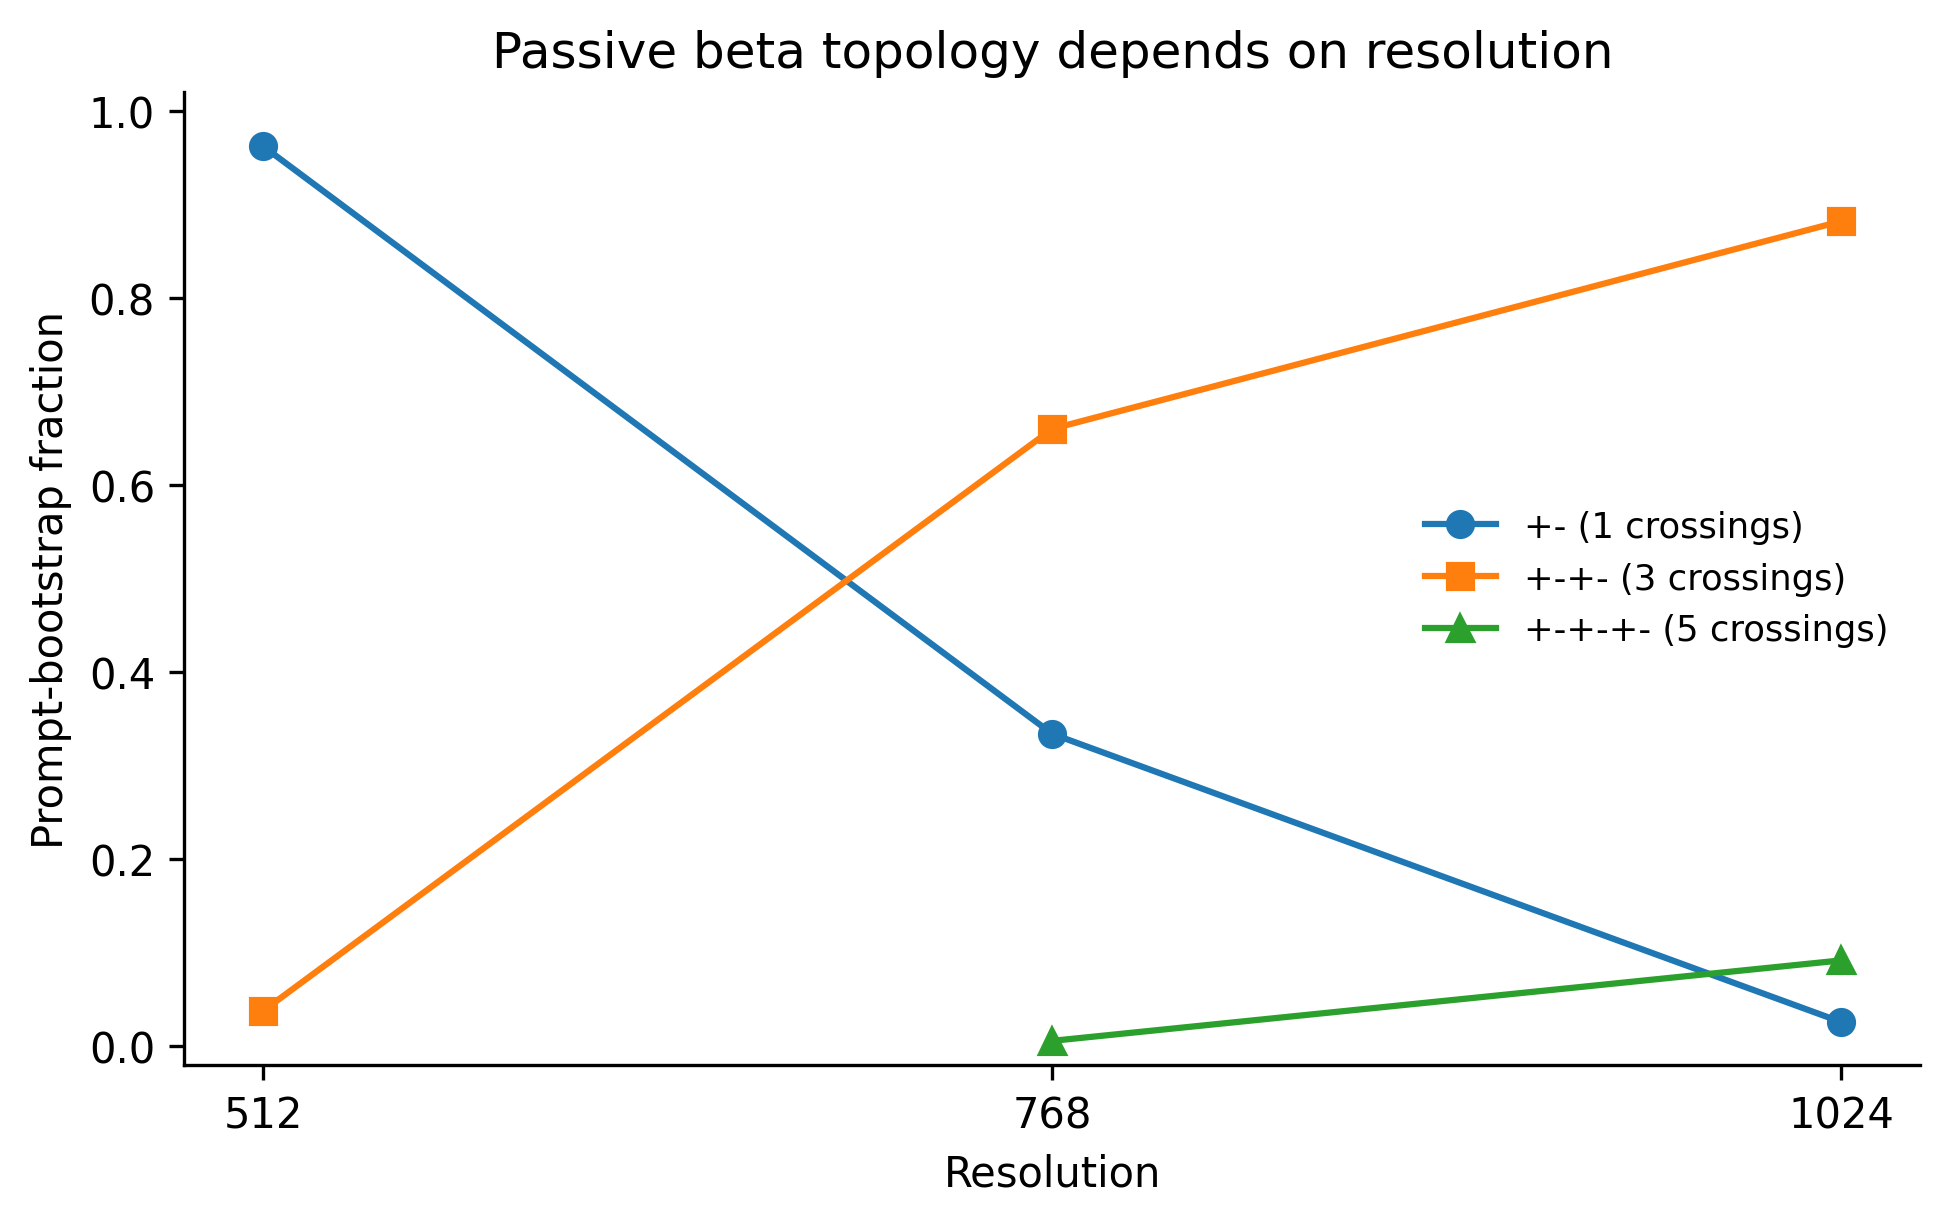 Passive beta topology depends on resolution
1.0
0.8
0.6
0.4
0.2
0.0
Prompt-bootstrap fraction
+- (1 crossings)
+-+- (3 crossings)
+-+-+- (5 crossings)
512
768
1024
Resolution